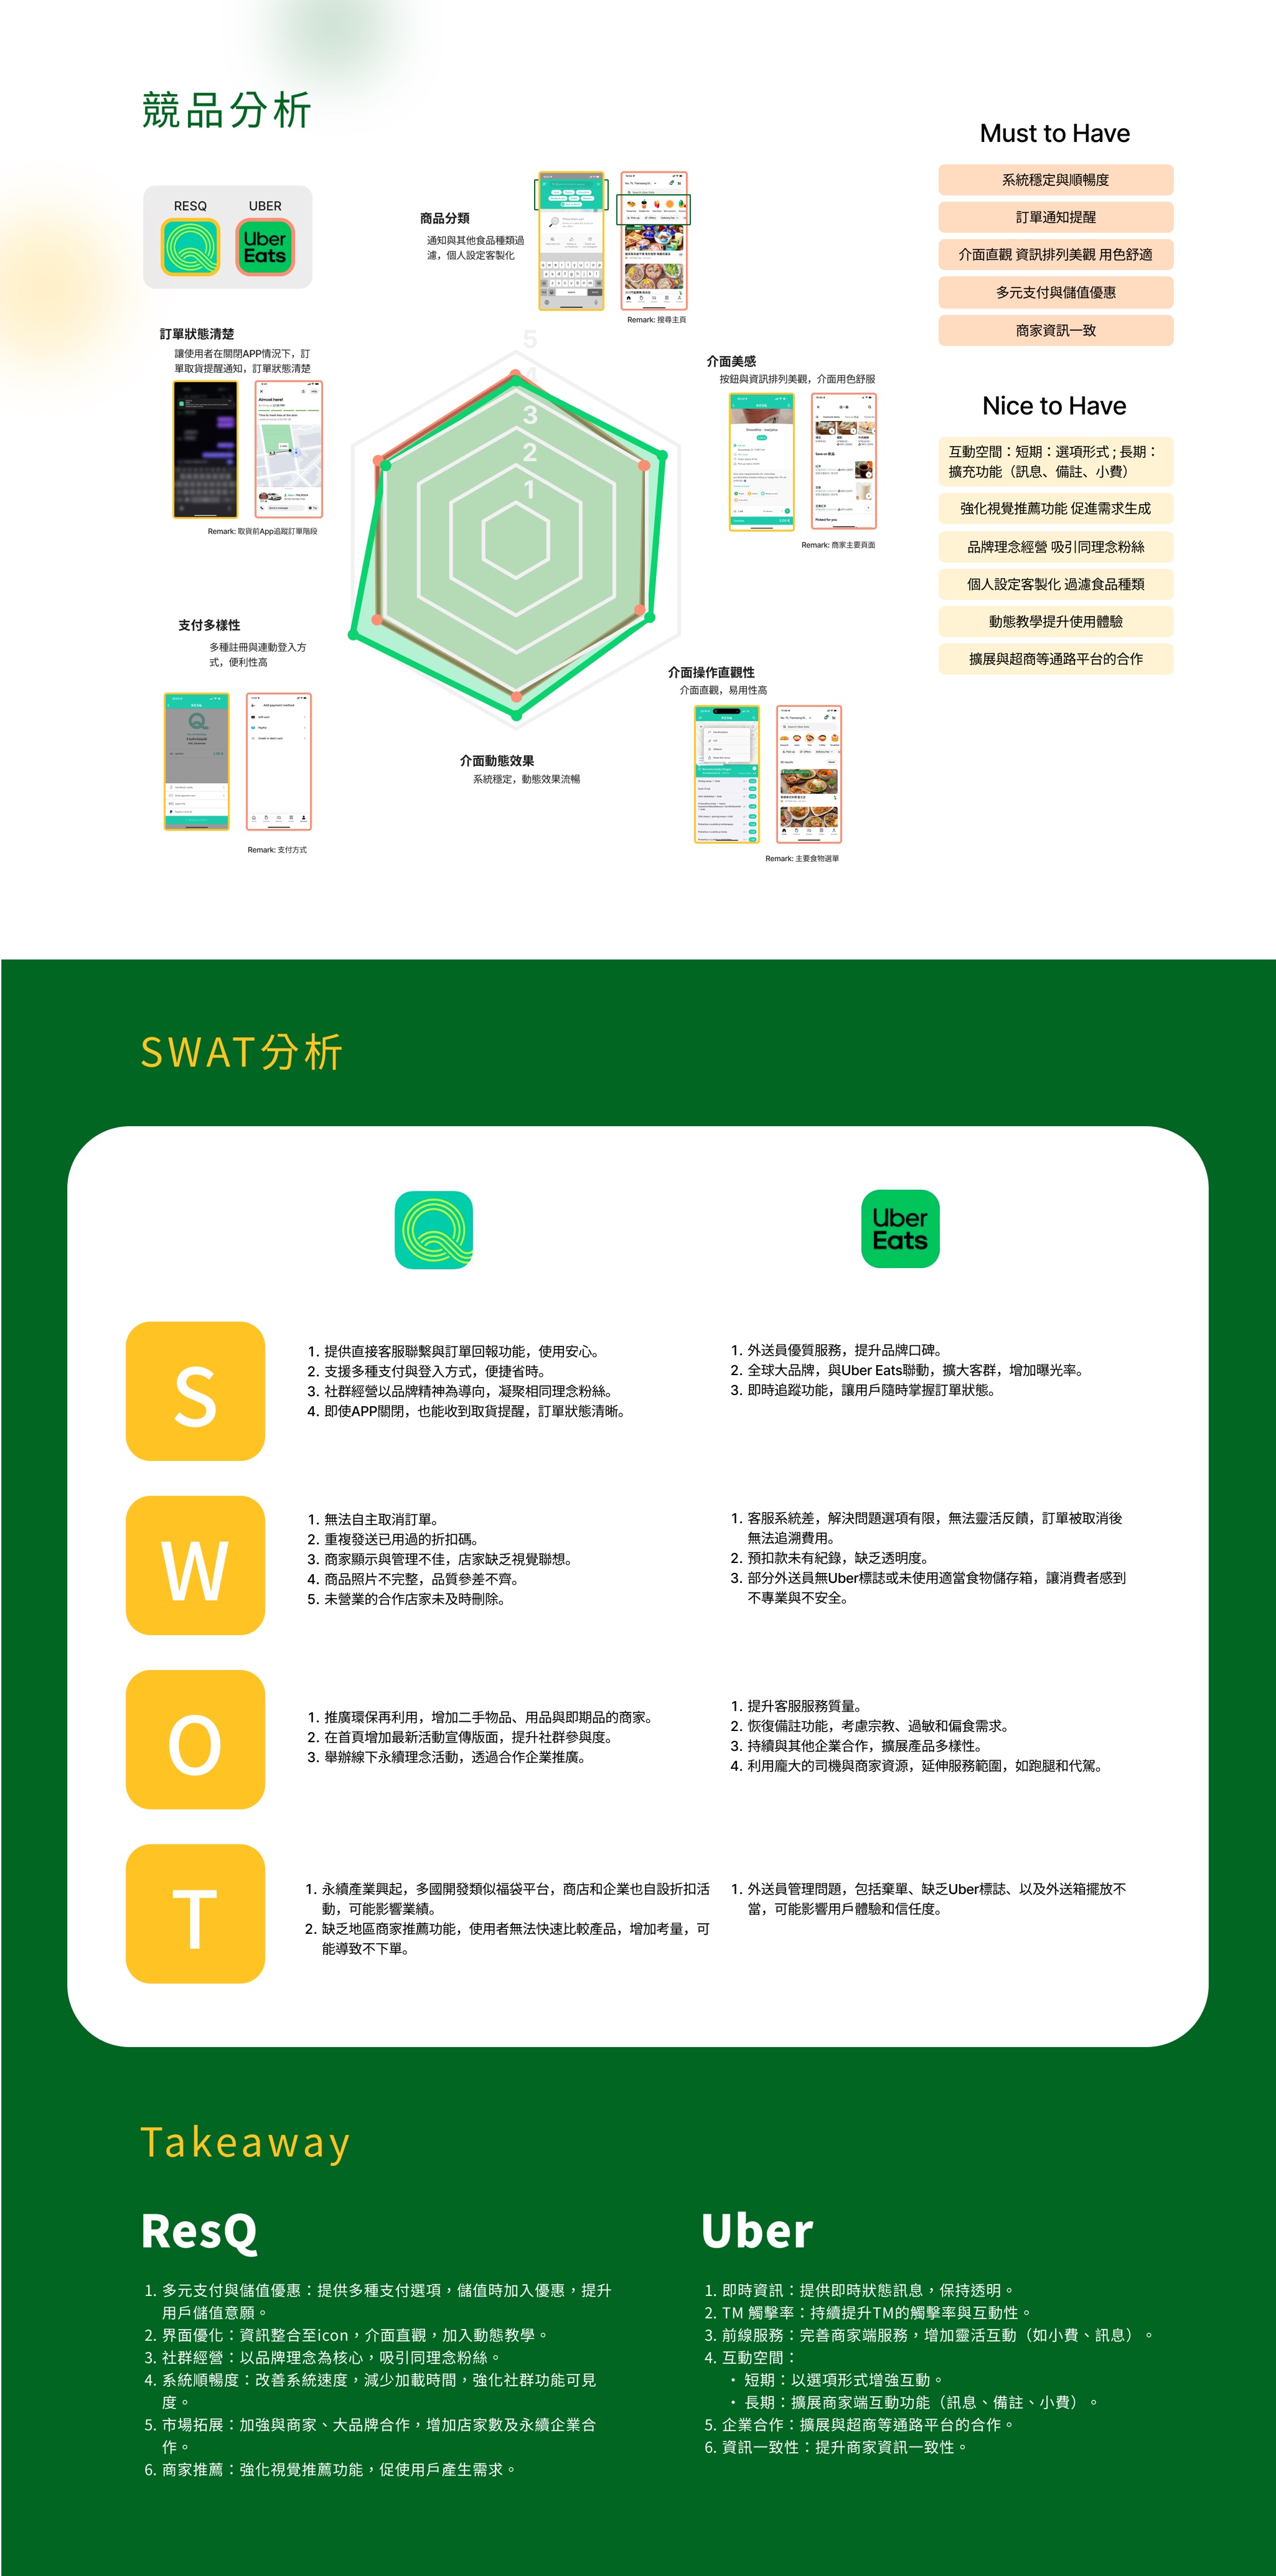 競品分析
RESQ
UBER
Uber
Eats
商品分類
通知與其他食品種類過
濾，個人設定客製化
Remark: 搜尋主頁
訂單狀態清楚
讓使用者在關閉APP情況下，訂
單取貨提醒通知，訂單狀態清楚
Almost here!
Remark: 取貨前App追蹤訂單階段
5
4
3
2
1
介面美感
按鈕與資訊排列美觀，介面用色舒服
Remark: 商家主要頁面
支付多樣性
多種註冊與連動登入方
式，便利性高
Add payment method
Remark: 支付方式
介面動態效果
系統穩定，動態效果流暢
介面操作直觀性
介面直觀，易用性高
Remark: 主要食物選單
Must to Have
系統穩定與順暢度
訂單通知提醒
介面直觀 資訊排列美觀 用色舒適
多元支付與儲值優惠
商家資訊一致
Nice to Have
互動空間：短期：選項形式 ; 長期：
擴充功能（訊息、備註、小費）
強化視覺推薦功能 促進需求生成
品牌理念經營 吸引同理念粉絲
個人設定客製化 過濾食品種類
動態教學提升使用體驗
擴展與超商等通路平台的合作
SWAT分析
Uber
Eats
S
1. 提供直接客服聯繫與訂單回報功能，使用安心。
2. 支援多種支付與登入方式，便捷省時。
3. 社群經營以品牌精神為導向，凝聚相同理念粉絲。
4. 即使APP關閉，也能收到取貨提醒，訂單狀態清晰。
1. 外送員優質服務，提升品牌口碑。
2. 全球大品牌，與Uber Eats聯動，擴大客群，增加曝光率。
3. 即時追蹤功能，讓用戶隨時掌握訂單狀態。
W
1. 無法自主取消訂單。
2. 重複發送已用過的折扣碼。
3. 商家顯示與管理不佳，店家缺乏視覺聯想。
4. 商品照片不完整，品質參差不齊。
5. 未營業的合作店家未及時刪除。
1. 客服系統差，解決問題選項有限，無法靈活反饋，訂單被取消後
無法追溯費用。
2. 預扣款未有紀錄，缺乏透明度。
3. 部分外送員無Uber標誌或未使用適當食物儲存箱，讓消費者感到
不專業與不安全。
O
1. 推廣環保再利用，增加二手物品、用品與即期品的商家。
2. 在首頁增加最新活動宣傳版面，提升社群參與度。
3. 舉辦線下永續理念活動，透過合作企業推廣。
1. 提升客服服務質量。
2. 恢復備註功能，考慮宗教、過敏和偏食需求。
3. 持續與其他企業合作，擴展產品多樣性。
4. 利用龐大的司機與商家資源，延伸服務範圍，如跑腿和代駕。
T
1. 永續產業興起，多國開發類似福袋平台，商店和企業也自設折扣活
動，可能影響業績。
2. 缺乏地區商家推薦功能，使用者無法快速比較產品，增加考量，可
能導致不下單。
1. 外送員管理問題，包括棄單、缺乏Uber標誌、以及外送箱擺放不
當，可能影響用戶體驗和信任度。
Takeaway
ResQ
1. 多元支付與儲值優惠：提供多種支付選項，儲值時加入優惠，提升
用戶儲值意願。
2. 界面優化：資訊整合至icon，介面直觀，加入動態教學。
3. 社群經營：以品牌理念為核心，吸引同理念粉絲。
4. 系統順暢度：改善系統速度，減少加載時間，強化社群功能可見
度。
5. 市場拓展：加強與商家、大品牌合作，增加店家數及永續企業合
作。
6. 商家推薦：強化視覺推薦功能，促使用戶產生需求。
Uber
1. 即時資訊：提供即時狀態訊息，保持透明。
2. TM 觸擊率：持續提升TM的觸擊率與互動性。
3. 前線服務：完善商家端服務，增加靈活互動（如小費、訊息）。
4. 互動空間：
• 短期：以選項形式增強互動。
• 長期：擴展商家端互動功能（訊息、備註、小費）。
5. 企業合作：擴展與超商等通路平台的合作。
6. 資訊一致性：提升商家資訊一致性。